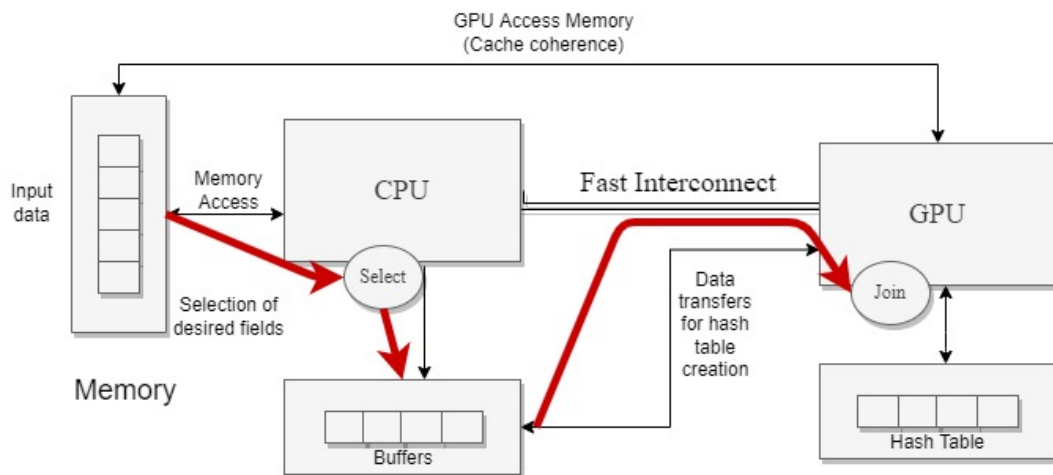 GPU Access Memory
(Cache coherence)
Input
data
Memory
Access
CPU
Fast Interconnect
GPU
Select
Join
Selection of
desired fields
Data
transfers
for hash
table
creation
Memory
Buffers
Hash Table